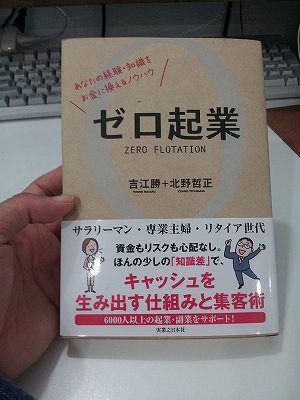 あなたの経験・知識を
お金に換えるノウハウ
ゼロ起業
ZERO FLOTATION
吉江勝+北野哲正
サラリーマン・専業主婦・リタイア世代
資金もリスクも心配なし。
ほんの少しの「知識差」で、
キャッシュを
生み出す仕組みと集客術
6000人以上の起業・副業をサポート!
実業之日本社